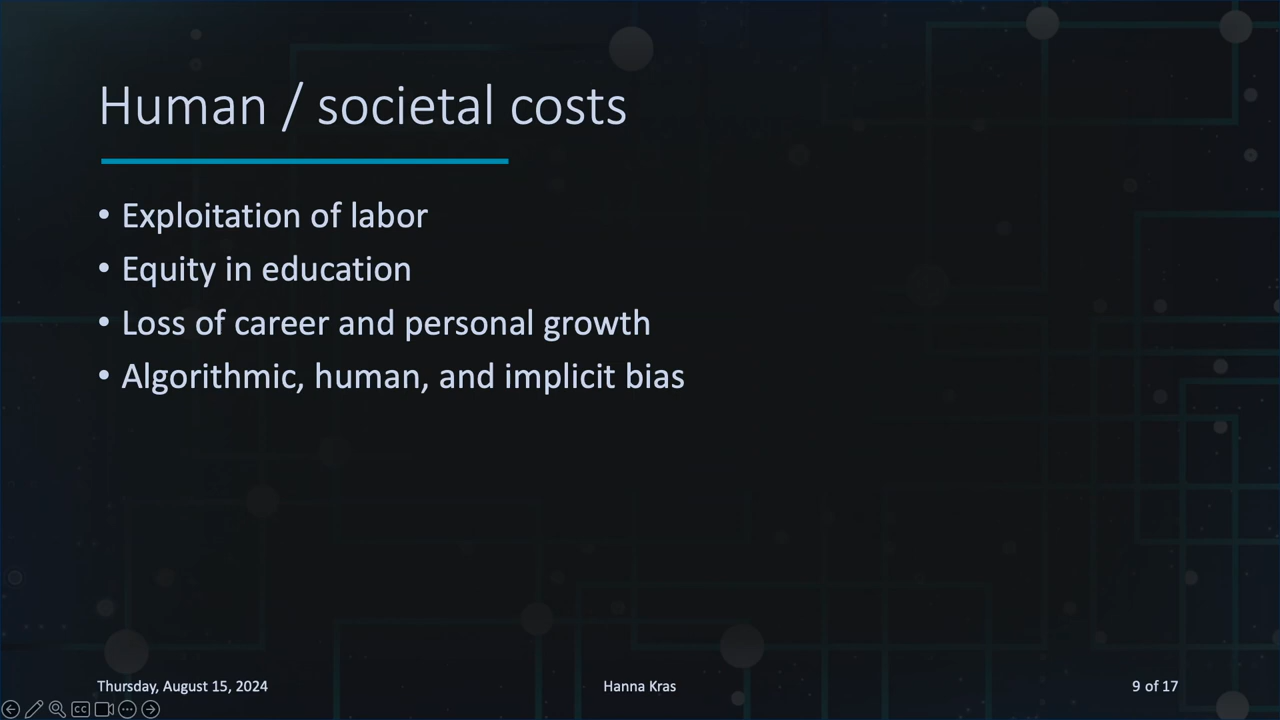 Human / societal costs
• Exploitation of labor
• Equity in education
• Loss of career and personal growth
• Algorithmic, human, and implicit bias
Thursday, August 15, 2024
Hanna Kras
9 of 17
CC